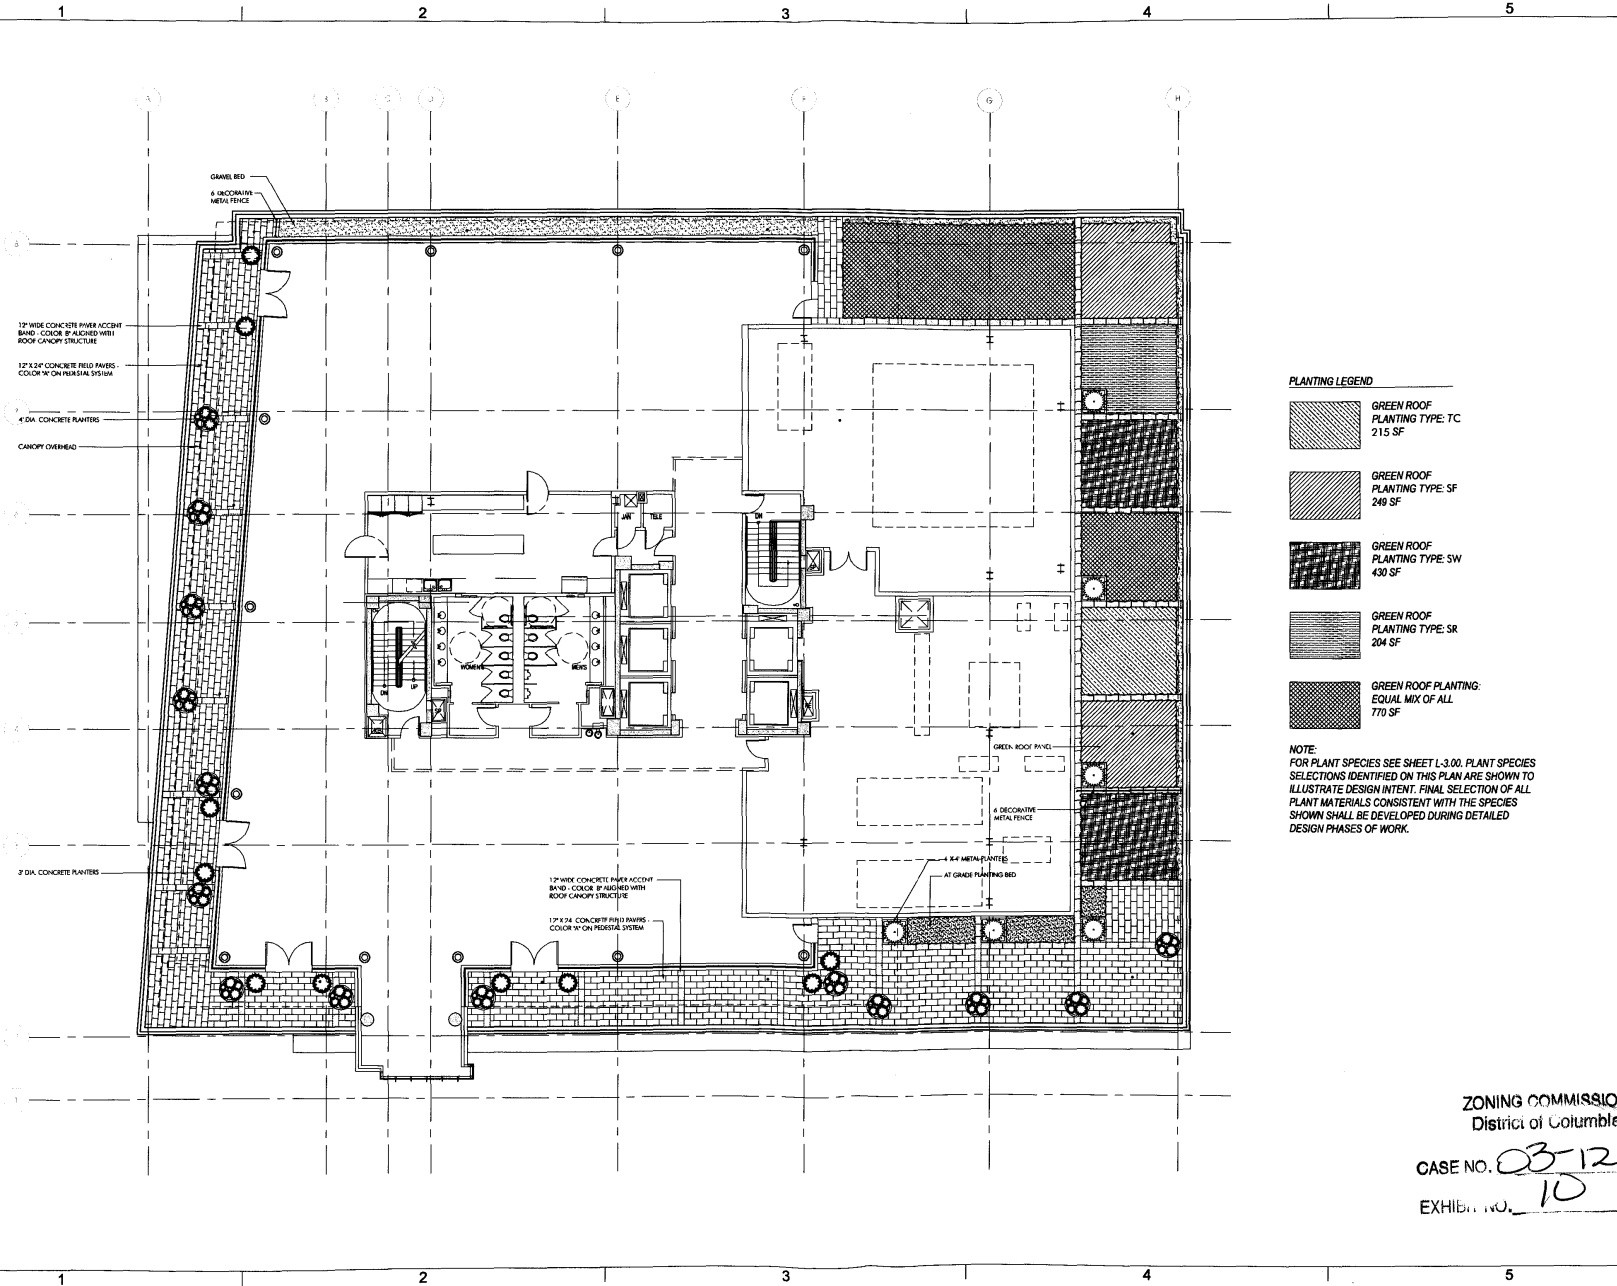 1 2 3 4 5
A B C D E F G H
GRAVEL BED
6 DECORATIVE
METAL FENCE
8
12" WIDE CONCRETE PAVER ACCENT
BAND - COLOR 'B' ALIGNED WITH
ROOF CANOPY STRUCTURE
12" X 24" CONCRETE FIELD PAVERS -
COLOR 'A' ON PEDESTAL SYSTEM
4' DIA. CONCRETE PLANTERS
CANOPY OVERHEAD
3' DIA. CONCRETE PLANTERS
JAN
TELE
DN
WOMEN'S
MEN'S
DN
UP
GREEN ROOF PANEL
6 DECORATIVE
METAL FENCE
4 X 4' METAL PLANTERS
AT GRADE PLANTING BED
12" WIDE CONCRETE PAVER ACCENT
BAND - COLOR 'B' ALIGNED WITH
ROOF CANOPY STRUCTURE
12" X 24 CONCRETE FIELD PAVERS -
COLOR 'A' ON PEDESTAL SYSTEM
PLANTING LEGEND
GREEN ROOF
PLANTING TYPE: TC
215 SF
GREEN ROOF
PLANTING TYPE: SF
249 SF
GREEN ROOF
PLANTING TYPE: SW
430 SF
GREEN ROOF
PLANTING TYPE: SR
204 SF
GREEN ROOF PLANTING:
EQUAL MIX OF ALL
770 SF
NOTE:
FOR PLANT SPECIES SEE SHEET L-3.00. PLANT SPECIES
SELECTIONS IDENTIFIED ON THIS PLAN ARE SHOWN TO
ILLUSTRATE DESIGN INTENT. FINAL SELECTION OF ALL
PLANT MATERIALS CONSISTENT WITH THE SPECIES
SHOWN SHALL BE DEVELOPED DURING DETAILED
DESIGN PHASES OF WORK.
ZONING COMMISSIO
District of Columbia
CASE NO. 03-12
EXHIBIT NO. 10
1 2 3 4 5